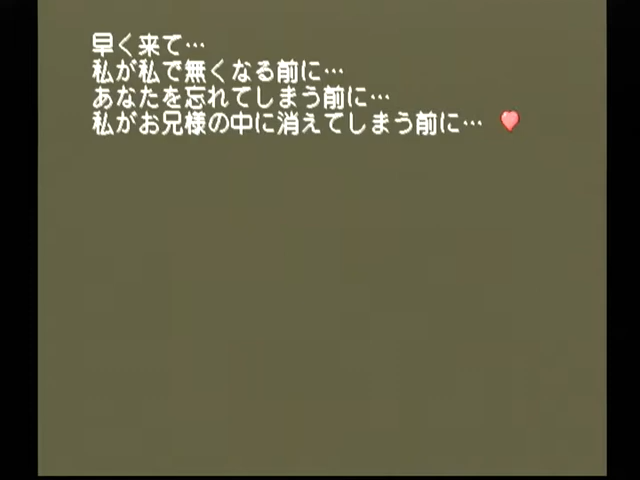 早く来て…
私が私で無くなる前に…
あなたを忘れてしまう前に…
私がお兄様の中に消えてしまう前に…